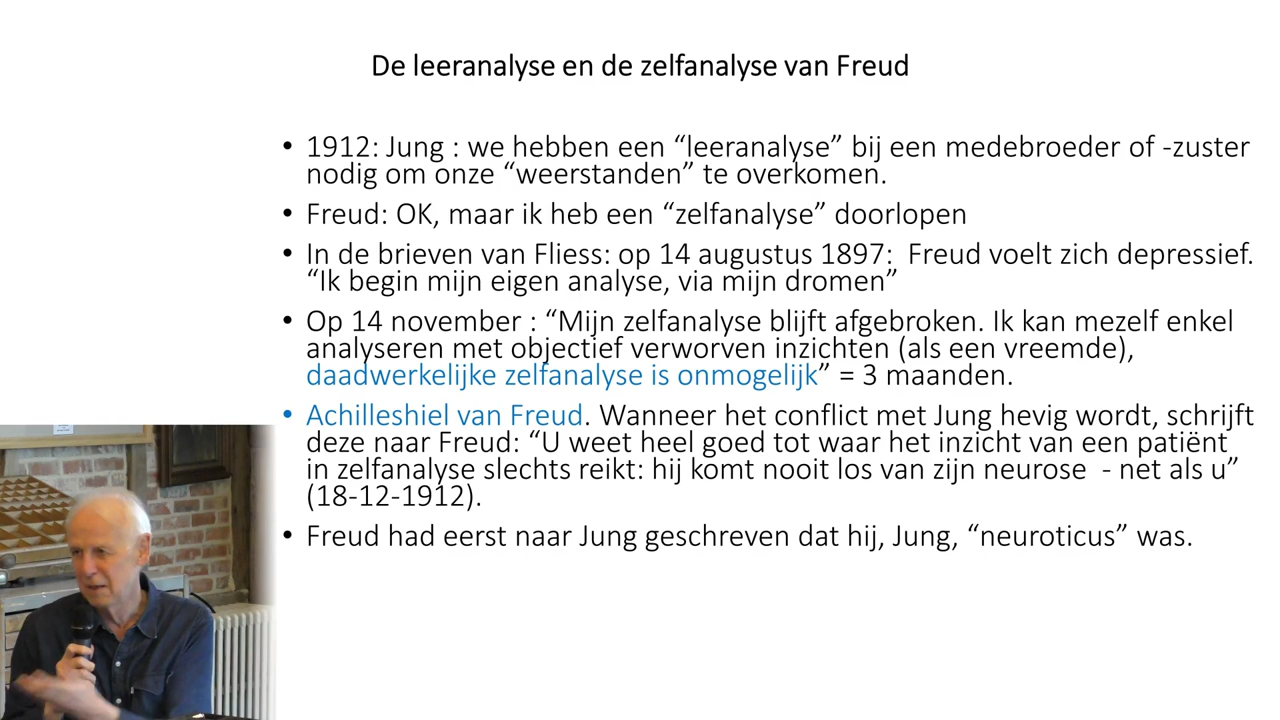 De leeranalyse en de zelfanalyse van Freud
• 1912: Jung : we hebben een “leeranalyse” bij een medebroeder of -zuster
nodig om onze “weerstanden” te overkomen.
• Freud: OK, maar ik heb een “zelfanalyse” doorlopen
• In de brieven van Fliess: op 14 augustus 1897:  Freud voelt zich depressief.
“Ik begin mijn eigen analyse, via mijn dromen”
• Op 14 november : “Mijn zelfanalyse blijft afgebroken. Ik kan mezelf enkel
analyseren met objectief verworven inzichten (als een vreemde),
daadwerkelijke zelfanalyse is onmogelijk” = 3 maanden.
• Achilleshiel van Freud. Wanneer het conflict met Jung hevig wordt, schrijft
deze naar Freud: “U weet heel goed tot waar het inzicht van een patiënt
in zelfanalyse slechts reikt: hij komt nooit los van zijn neurose  - net als u”
(18-12-1912).
• Freud had eerst naar Jung geschreven dat hij, Jung, “neuroticus” was.